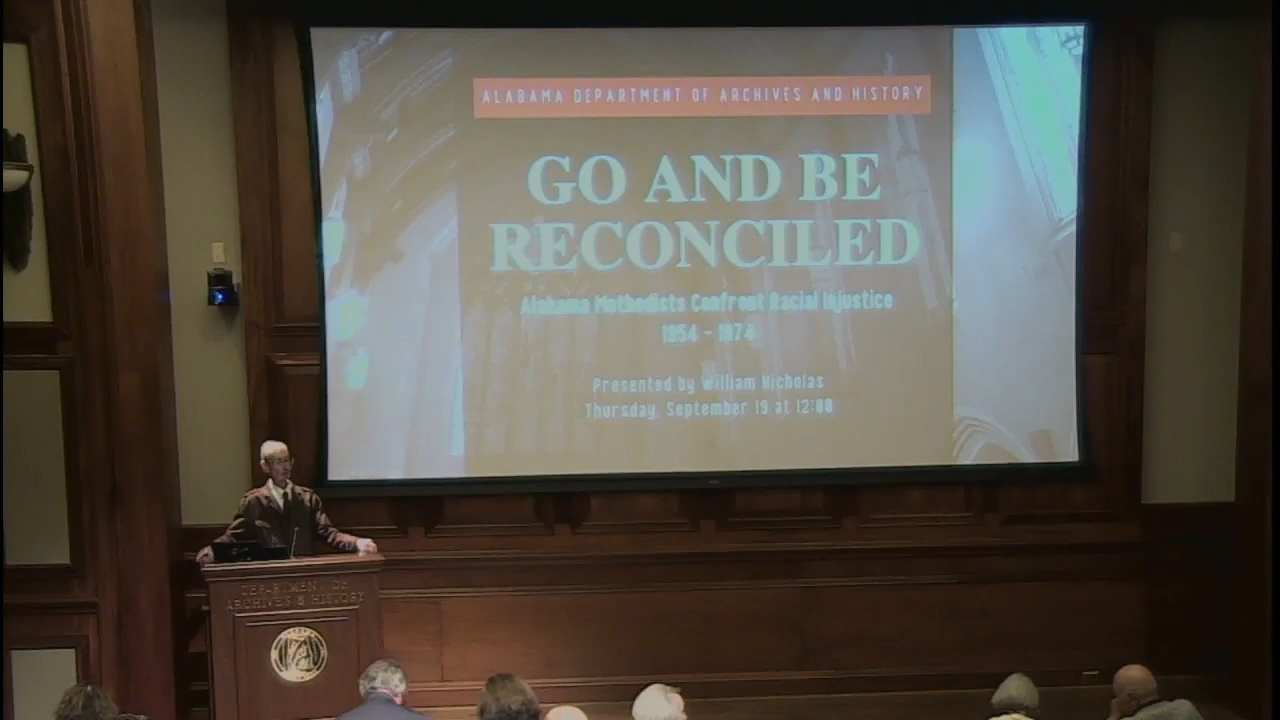 ALABAMA DEPARTMENT OF ARCHIVES AND HISTORY
GO AND BE
RECONCILED
Alabama Methodists Confront Racial Injustice
1954 - 1974
Presented by William Nicholas
Thursday, September 19 at 12:00
DEPARTMENT OF
ARCHIVES & HISTORY